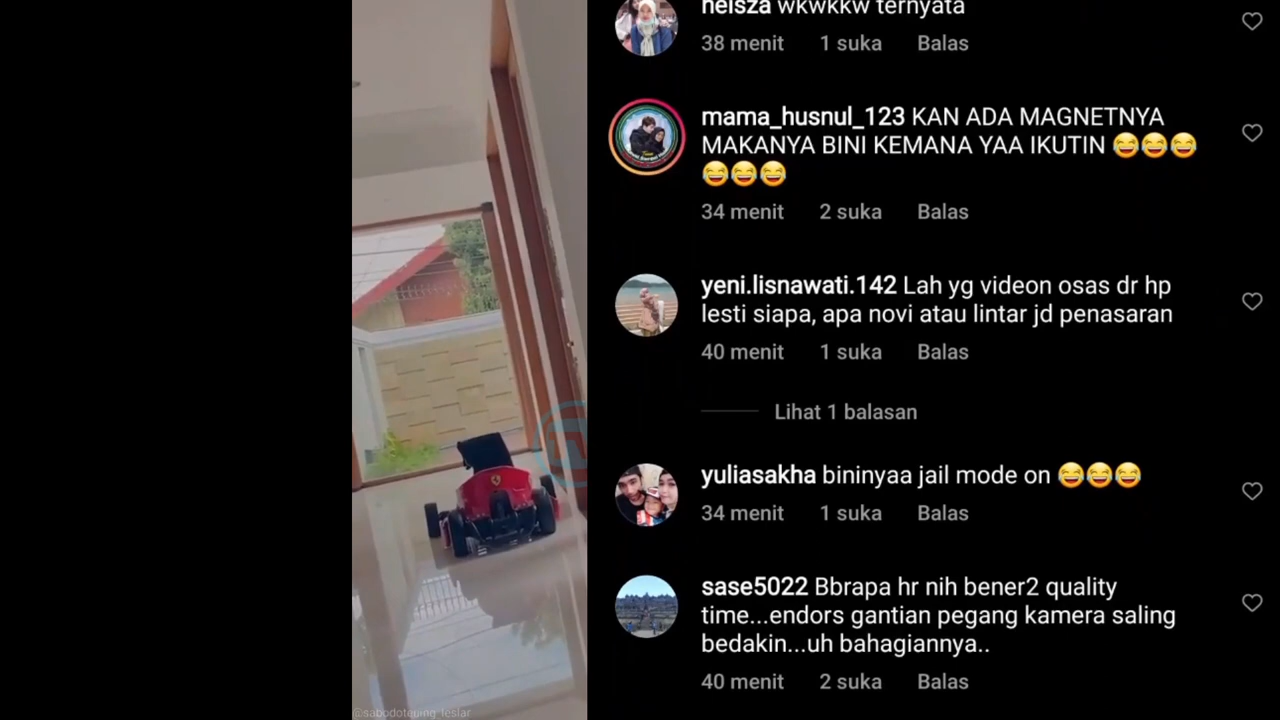 neisza wkwkkw ternyata
38 menit 1 suka Balas
mama_husnul_123 KAN ADA MAGNETNYA
MAKANYA BINI KEMANA YAA IKUTIN 😂😂😂
😂😂😂
34 menit 2 suka Balas
yeni.lisnawati.142 Lah yg videon osas dr hp
lesti siapa, apa novi atau lintar jd penasaran
40 menit 1 suka Balas
Lihat 1 balasan
yuliasakha bininyaa jail mode on 😂😂😂
34 menit 1 suka Balas
sase5022 Bbrapa hr nih bener2 quality
time...endors gantian pegang kamera saling
bedakin...uh bahagiannya..
40 menit 2 suka Balas
@sabodoteuing_leslar